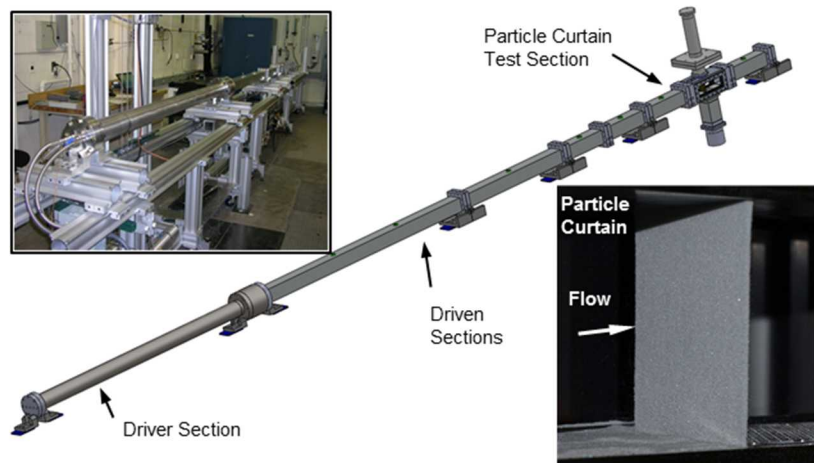 Particle Curtain
Test Section
Particle
Curtain
Flow
Driven
Sections
Driver Section